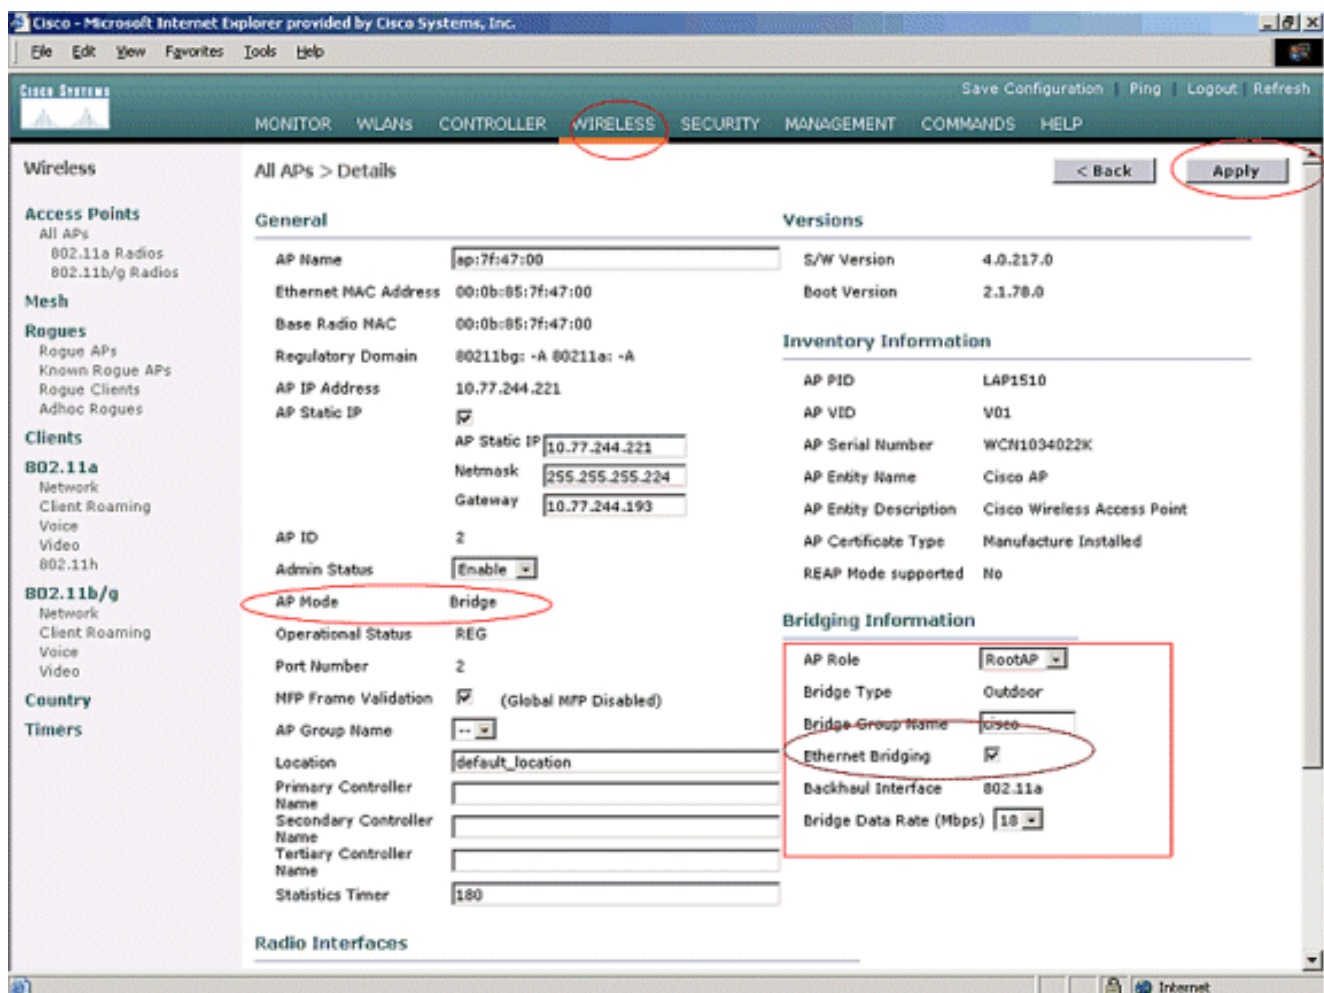 Cisco - Microsoft Internet Explorer provided by Cisco Systems, Inc.
File Edit View Favorites Tools Help
Cisco Systems
Save Configuration | Ping | Logout | Refresh
MONITOR WLANs CONTROLLER WIRELESS SECURITY MANAGEMENT COMMANDS HELP
Wireless
Access Points
All APs
802.11a Radios
802.11b/g Radios
Mesh
Rogues
Rogue APs
Known Rogue APs
Rogue Clients
Adhoc Rogues
Clients
802.11a
Network
Client Roaming
Voice
Video
802.11h
802.11b/g
Network
Client Roaming
Voice
Video
Country
Timers
All APs > Details
< Back
Apply
General
AP Name ap:7f:47:00
Ethernet MAC Address 00:0b:85:7f:47:00
Base Radio MAC 00:0b:85:7f:47:00
Regulatory Domain 80211bg: -A 80211a: -A
AP IP Address 10.77.244.221
AP Static IP
AP Static IP 10.77.244.221
Netmask 255.255.255.224
Gateway 10.77.244.193
AP ID 2
Admin Status Enable
AP Mode Bridge
Operational Status REG
Port Number 2
MFP Frame Validation (Global MFP Disabled)
AP Group Name --
Location default_location
Primary Controller
Name
Secondary Controller
Name
Tertiary Controller
Name
Statistics Timer 180
Radio Interfaces
Versions
S/W Version 4.0.217.0
Boot Version 2.1.78.0
Inventory Information
AP PID LAP1510
AP VID V01
AP Serial Number WCN1034022K
AP Entity Name Cisco AP
AP Entity Description Cisco Wireless Access Point
AP Certificate Type Manufacture Installed
REAP Mode supported No
Bridging Information
AP Role RootAP
Bridge Type Outdoor
Bridge Group Name cisco
Ethernet Bridging
Backhaul Interface 802.11a
Bridge Data Rate (Mbps) 18
Internet